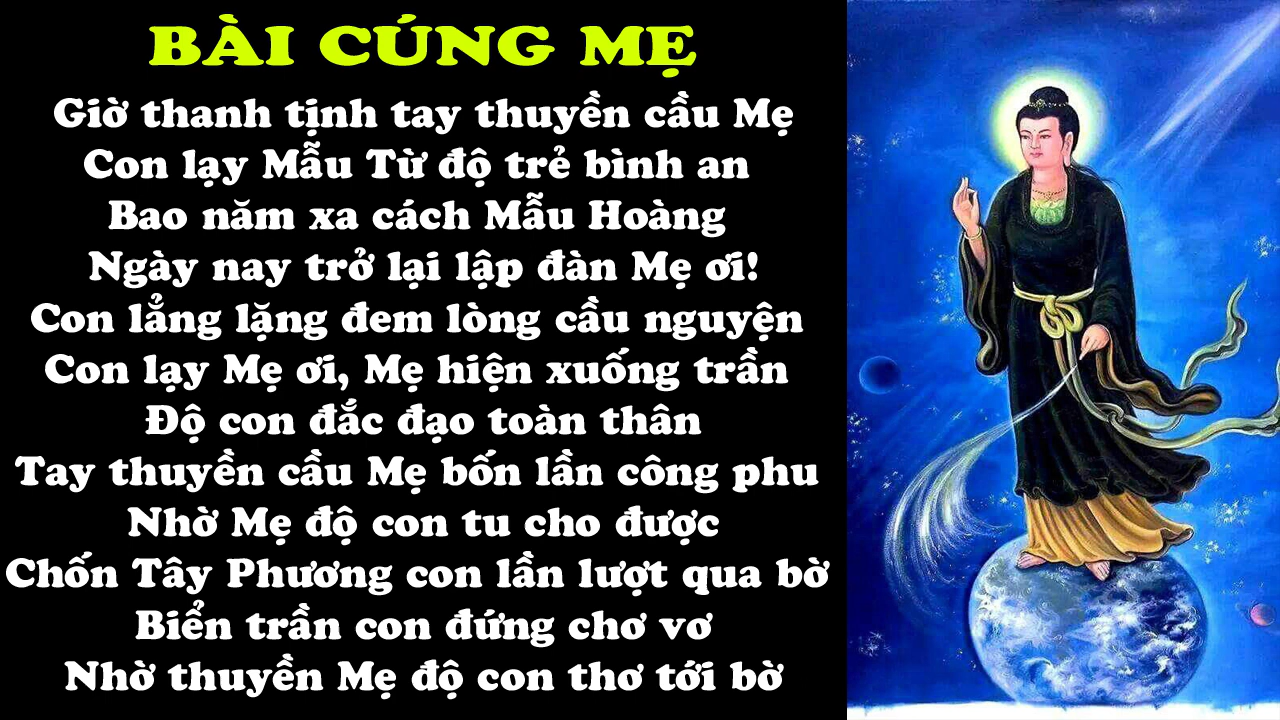 BÀI CÚNG MẸ
Giờ thanh tịnh tay thuyền cầu Mẹ
Con lạy Mẫu Từ độ trẻ bình an
Bao năm xa cách Mẫu Hoàng
Ngày nay trở lại lập đàn Mẹ ơi!
Con lẳng lặng đem lòng cầu nguyện
Con lạy Mẹ ơi, Mẹ hiện xuống trần
Độ con đắc đạo toàn thân
Tay thuyền cầu Mẹ bốn lần công phu
Nhờ Mẹ độ con tu cho được
Chốn Tây Phương con lần lượt qua bờ
Biển trần con đứng chơ vơ
Nhờ thuyền Mẹ độ con thơ tới bờ